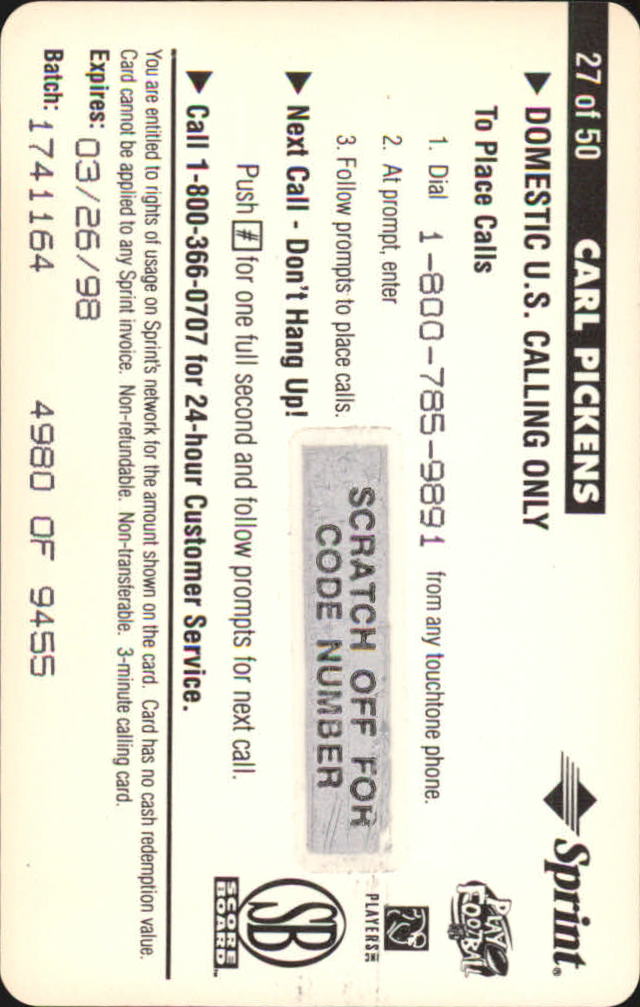 27 of 50 CARL PICKENS
Sprint®
▶ DOMESTIC U.S. CALLING ONLY
To Place Calls
1. Dial 1-800-785-9891 from any touchtone phone.
2. At prompt, enter
SCRATCH OFF FOR
CODE NUMBER
3. Follow prompts to place calls.
▶ Next Call - Don't Hang Up!
Push # for one full second and follow prompts for next call.
▶ Call 1-800-366-0707 for 24-hour Customer Service.
PLAY
FOOTBALL
PLAYERS
SB
SCORE
BOARD™
You are entitled to rights of usage on Sprint's network for the amount shown on the card. Card has no cash redemption value.
Card cannot be applied to any Sprint invoice. Non-refundable. Non-transferable. 3-minute calling card.
Expires: 03/26/98
Batch: 1741164 4980 OF 9455